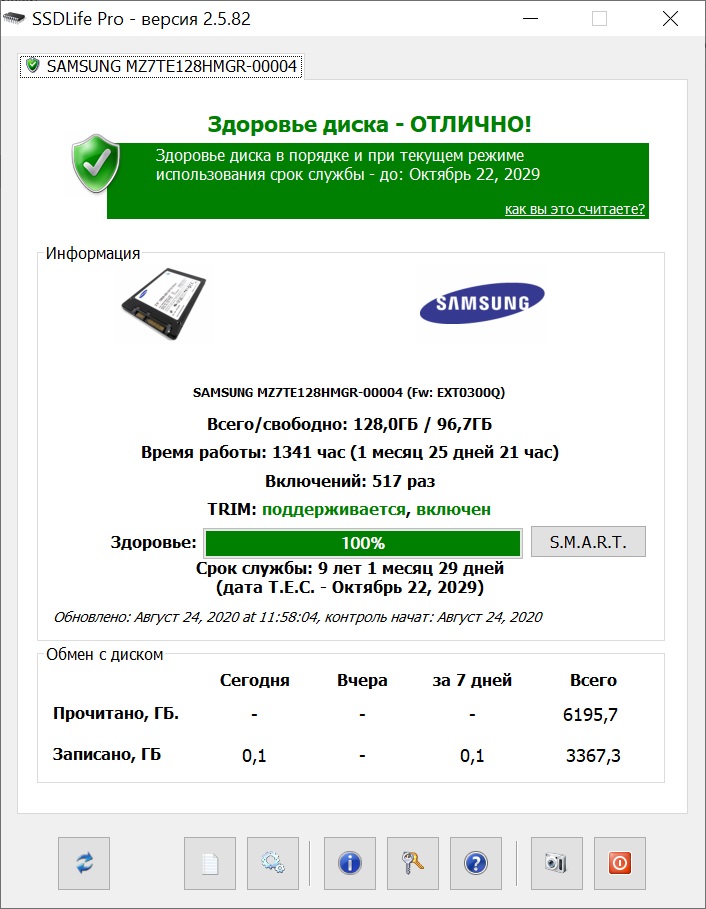 SSDLife Pro - версия 2.5.82
SAMSUNG MZ7TE128HMGR-00004
Здоровье диска - ОТЛИЧНО!
Здоровье диска в порядке и при текущем режиме
использования срок службы - до: Октябрь 22, 2029
как вы это считаете?
Информация
SAMSUNG
SAMSUNG MZ7TE128HMGR-00004 (Fw: EXT0300Q)
Всего/свободно: 128,0ГБ / 96,7ГБ
Время работы: 1341 час (1 месяц 25 дней 21 час)
Включений: 517 раз
TRIM: поддерживается, включен
Здоровье: 100% S.M.A.R.T.
Срок службы: 9 лет 1 месяц 29 дней
(дата T.E.C. - Октябрь 22, 2029)
Обновлено: Август 24, 2020 at 11:58:04, контроль начат: Август 24, 2020
Обмен с диском
Сегодня Вчера за 7 дней Всего
Прочитано, ГБ. - - - 6195,7
Записано, ГБ 0,1 - 0,1 3367,3